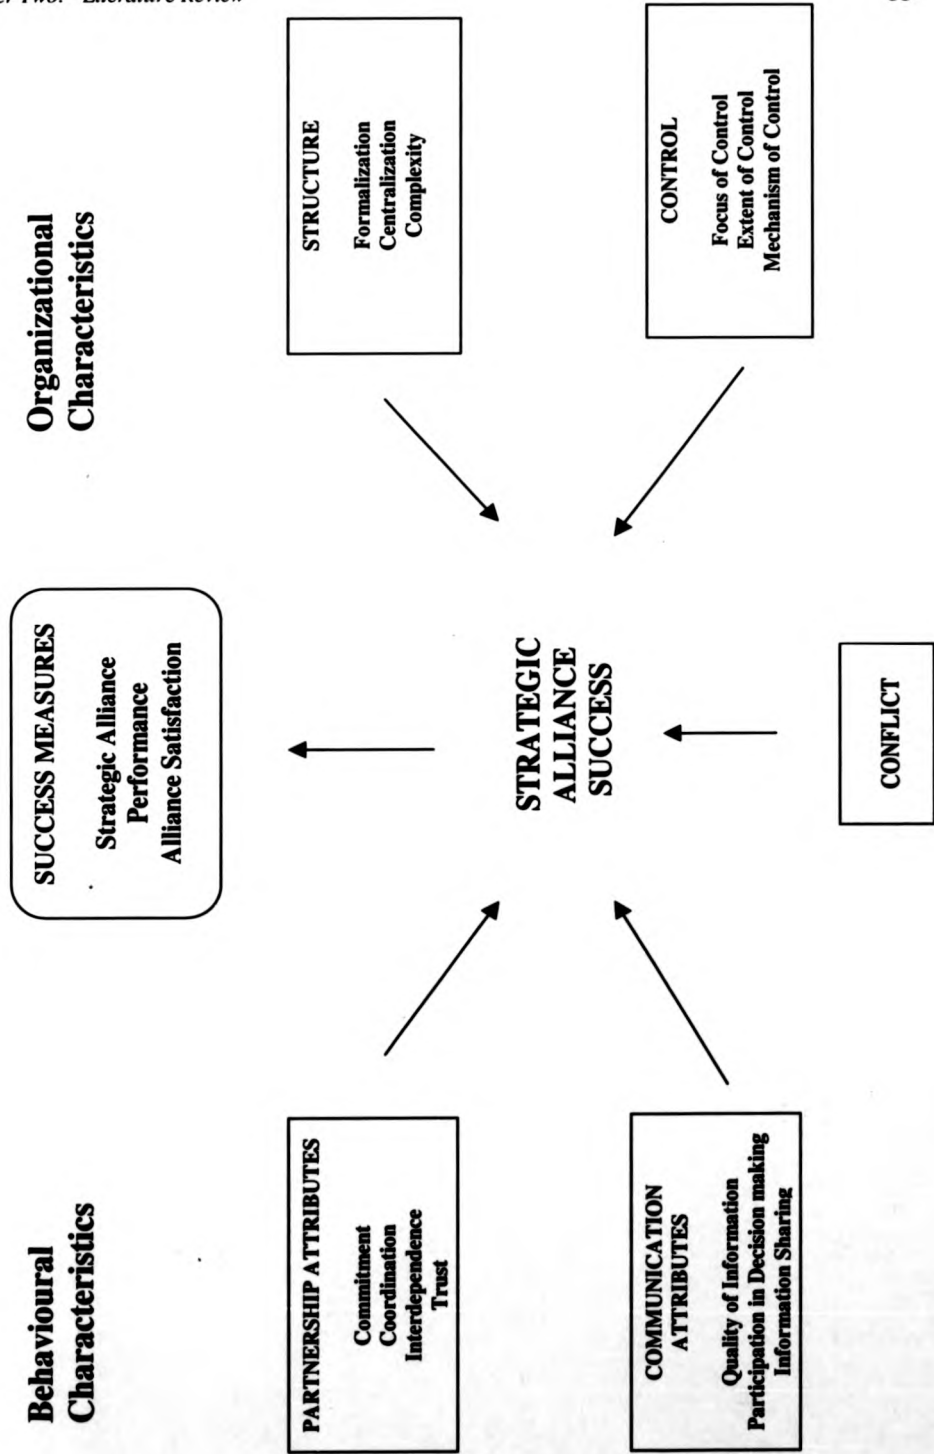 Literature Review
Behavioural
Characteristics
Organizational
Characteristics
SUCCESS MEASURES
Strategic Alliance
Performance
Alliance Satisfaction
PARTNERSHIP ATTRIBUTES
Commitment
Coordination
Interdependence
Trust
STRUCTURE
Formalization
Centralization
Complexity
STRATEGIC
ALLIANCE
SUCCESS
COMMUNICATION
ATTRIBUTES
Quality of Information
Participation in Decision making
Information Sharing
CONTROL
Focus of Control
Extent of Control
Mechanism of Control
CONFLICT